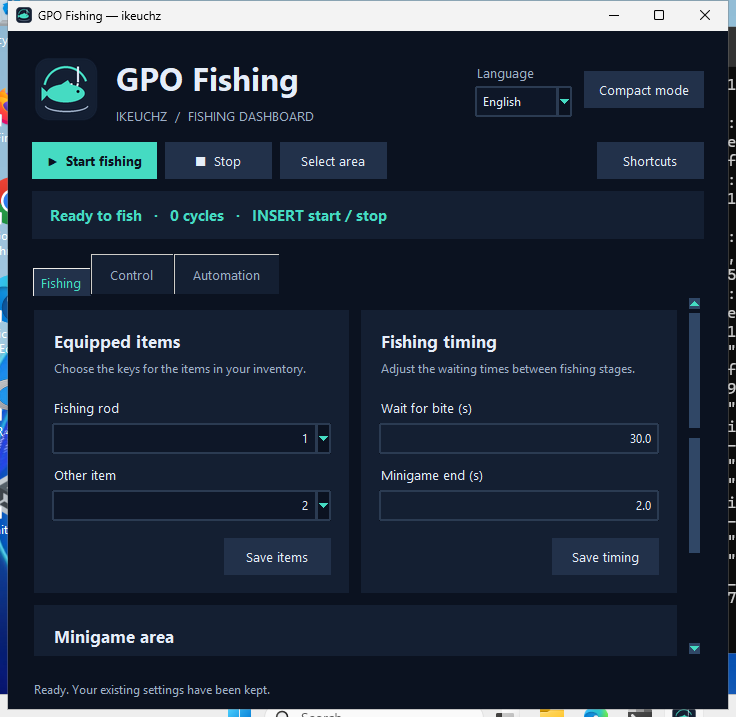 GPO Fishing — ikeuchz
GPO Fishing
IKEUCHZ / FISHING DASHBOARD
Language
English
Compact mode
► Start fishing
■ Stop
Select area
Shortcuts
Ready to fish · 0 cycles · INSERT start / stop
Fishing
Control
Automation
Equipped items
Choose the keys for the items in your inventory.
Fishing rod
1
Other item
2
Save items
Fishing timing
Adjust the waiting times between fishing stages.
Wait for bite (s)
30.0
Minigame end (s)
2.0
Save timing
Minigame area
Ready. Your existing settings have been kept.
Search